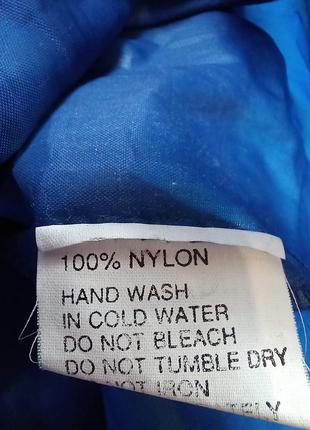 100% NYLON
HAND WASH
IN COLD WATER
DO NOT BLEACH
DO NOT TUMBLE DRY
NOT IRON